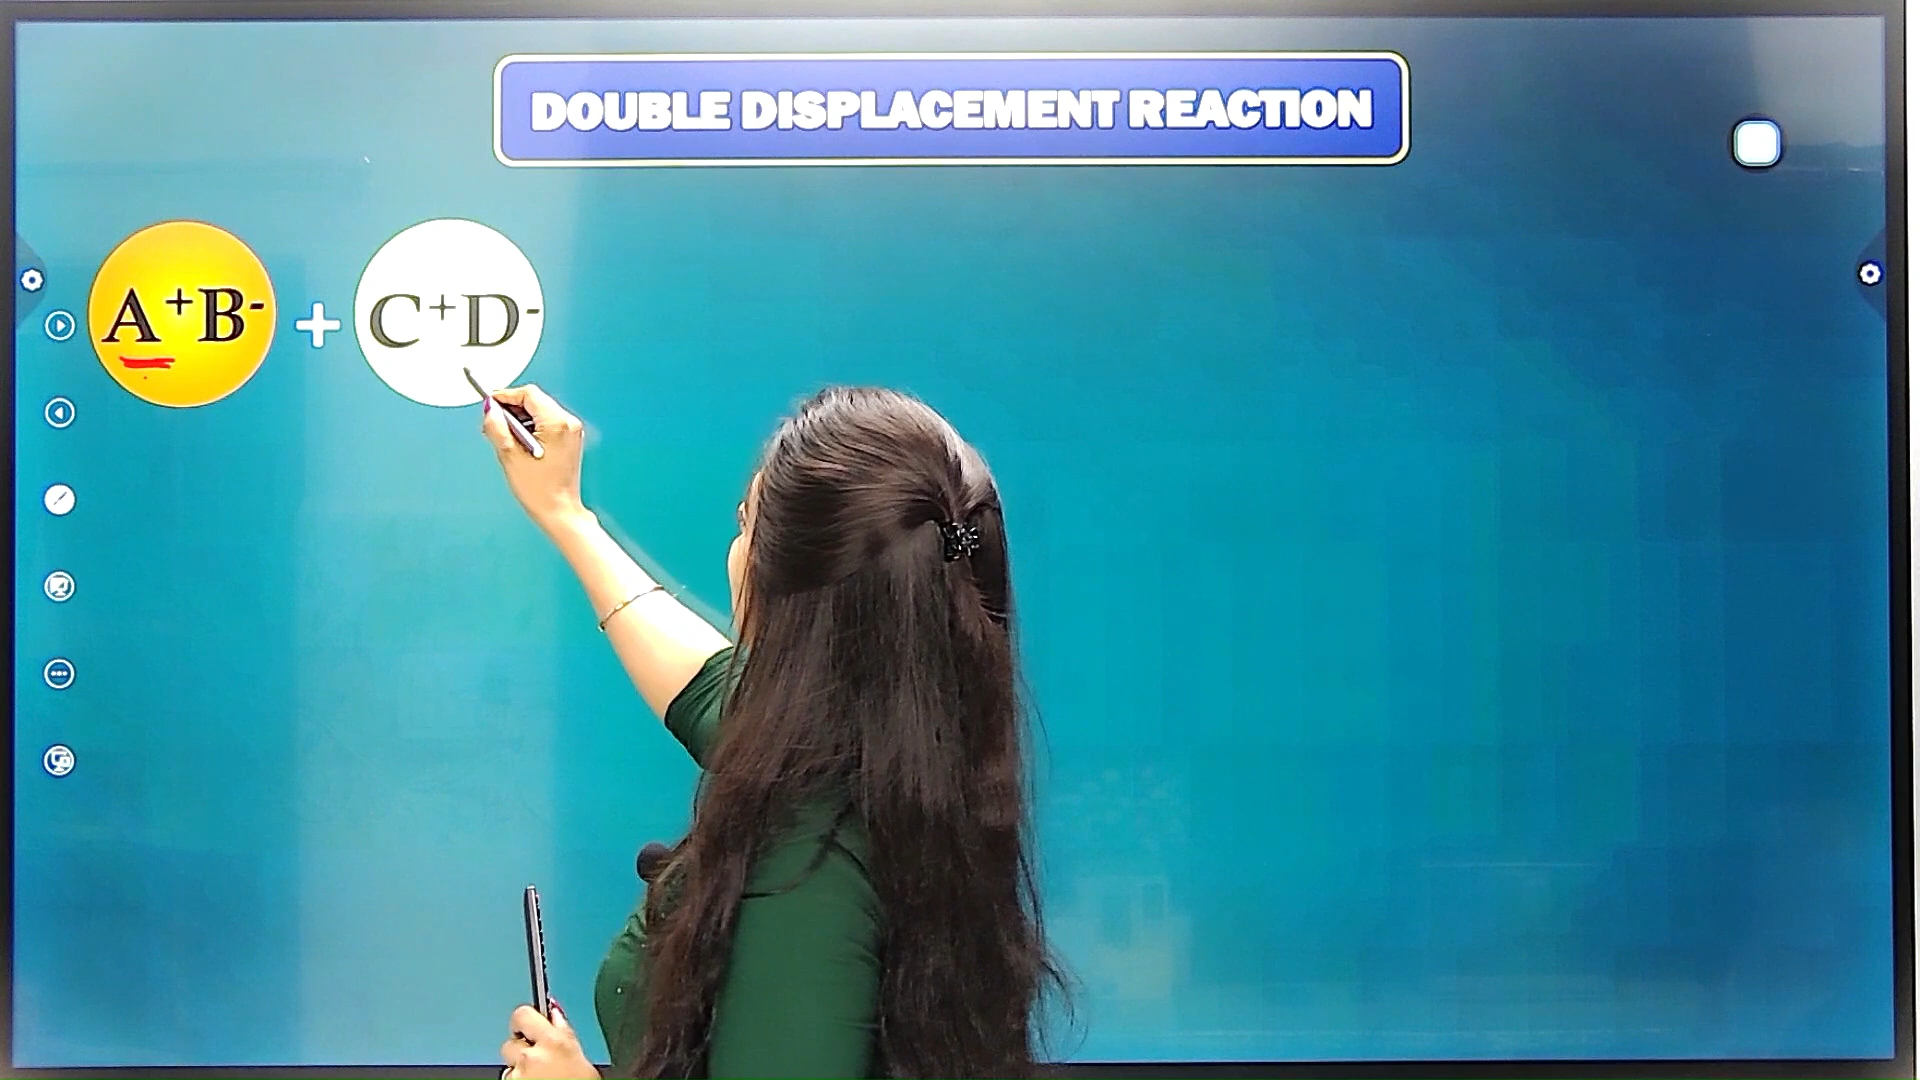 DOUBLE DISPLACEMENT REACTION
A⁺B⁻ + C⁺D⁻